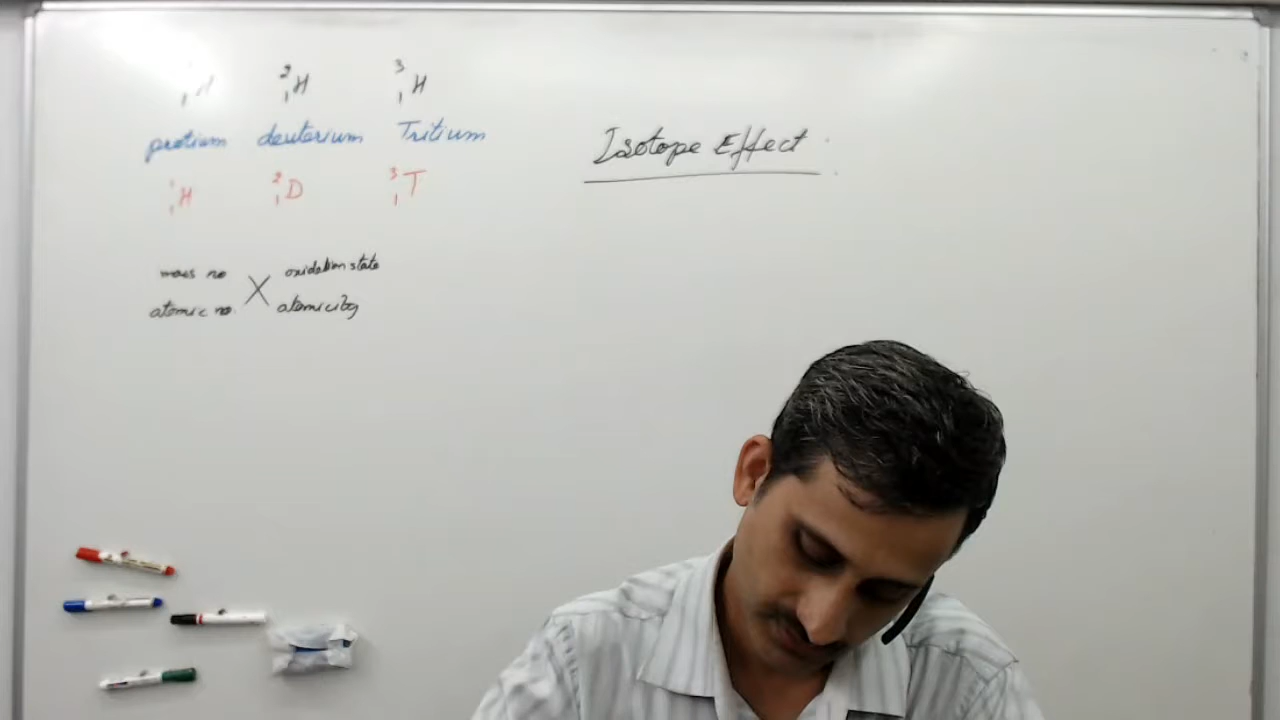 ¹₁H ²₁H ³₁H
protium deuterium Tritium
¹₁H ²₁D ³₁T
Isotope Effect
mass no oxidation state
X
atomic no. atomicity